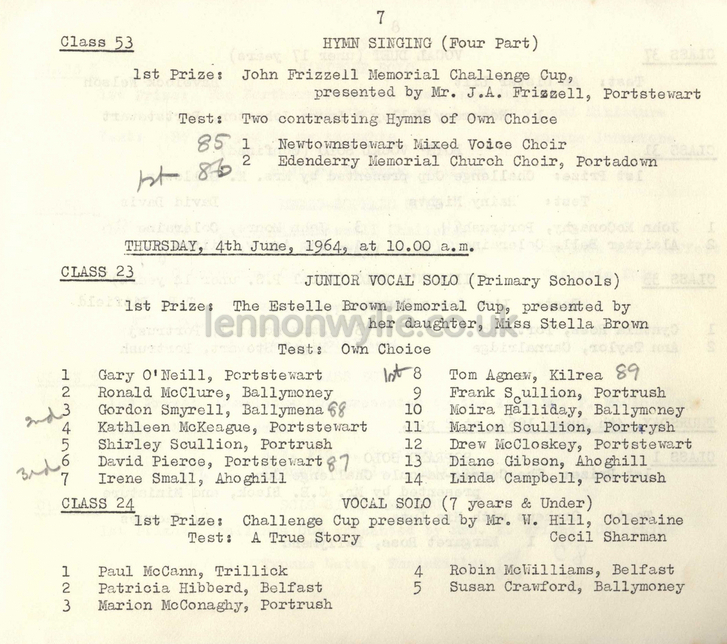 7
Class 53 HYMN SINGING (Four Part)
1st Prize: John Frizzell Memorial Challenge Cup,
presented by Mr. J.A. Frizzell, Portstewart
Test: Two contrasting Hymns of Own Choice
85 1 Newtownstewart Mixed Voice Choir
1st 86 2 Edenderry Memorial Church Choir, Portadown
THURSDAY, 4th June, 1964, at 10.00 a.m.
CLASS 23 JUNIOR VOCAL SOLO (Primary Schools)
1st Prize: The Estelle Brown Memorial Cup, presented by
her daughter, Miss Stella Brown
lennonwylie.co.uk
Test: Own Choice
1 Gary O'Neill, Portstewart
2 Ronald McClure, Ballymoney
2nd 3 Gordon Smyrell, Ballymena 88
4 Kathleen McKeague, Portstewart
5 Shirley Scullion, Portrush
3rd 6 David Pierce, Portstewart 87
7 Irene Small, Ahoghill
1st 8 Tom Agnew, Kilrea 89
9 Frank Scullion, Portrush
10 Moira Halliday, Ballymoney
11 Marion Scullion, Portrysh
12 Drew McCloskey, Portstewart
13 Diane Gibson, Ahoghill
14 Linda Campbell, Portrush
CLASS 24 VOCAL SOLO (7 years & Under)
1st Prize: Challenge Cup presented by Mr. W. Hill, Coleraine
Test: A True Story Cecil Sharman
1 Paul McCann, Trillick
2 Patricia Hibberd, Belfast
3 Marion McConaghy, Portrush
4 Robin McWilliams, Belfast
5 Susan Crawford, Ballymoney